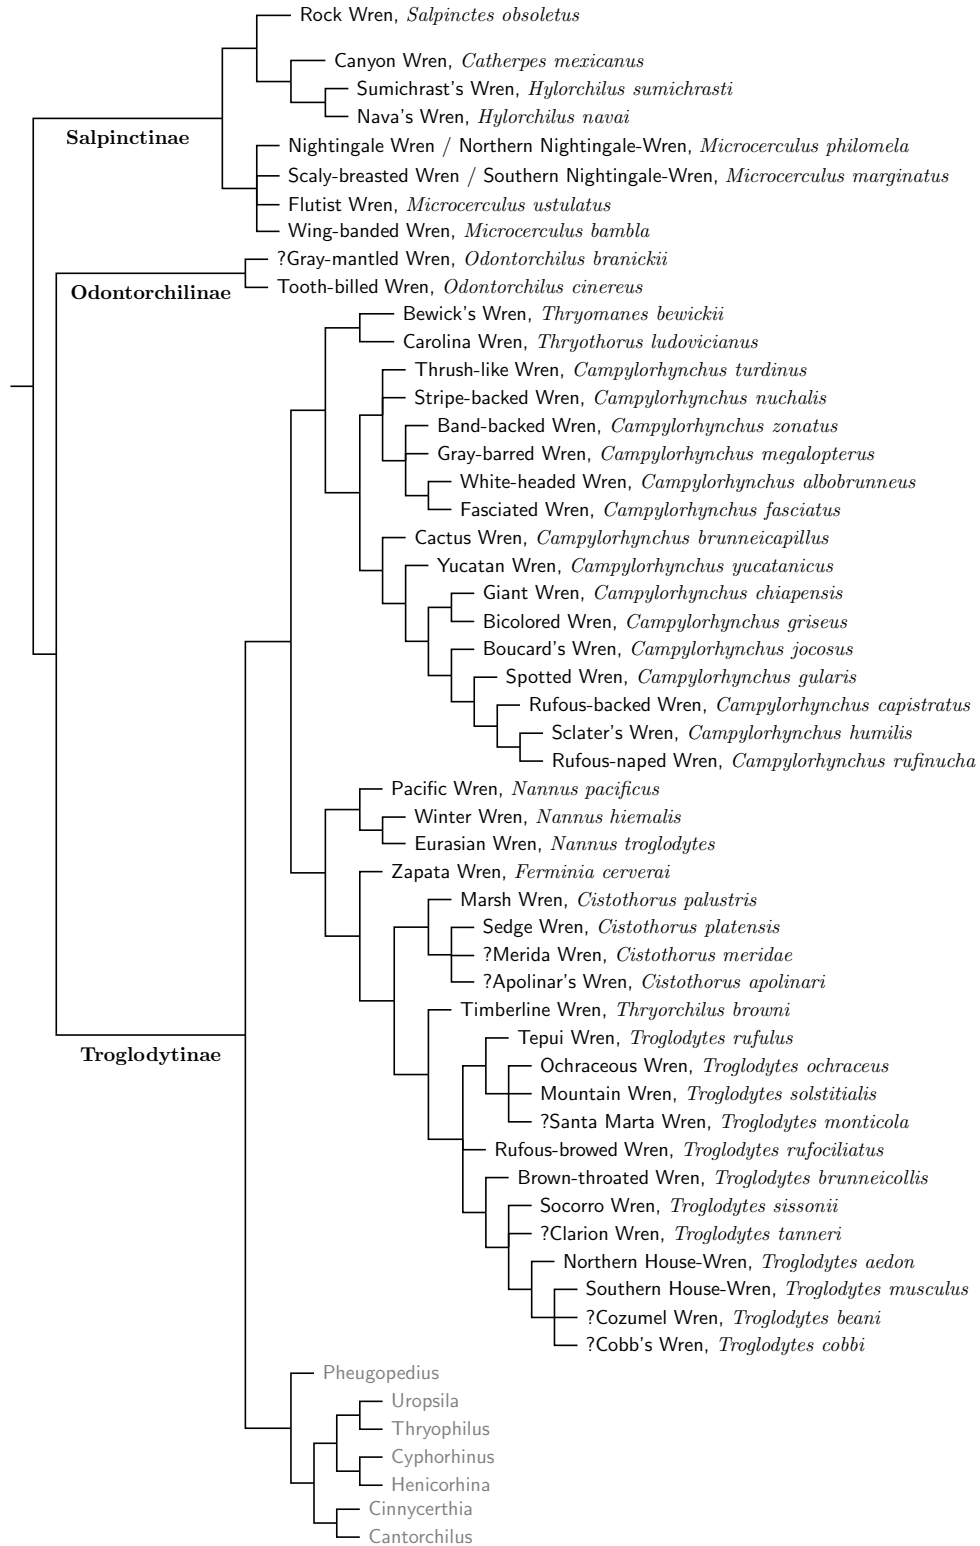 Rock Wren, Salpinctes obsoletus
Canyon Wren, Catherpes mexicanus
Sumichrast's Wren, Hylorchilus sumichrasti
Nava's Wren, Hylorchilus navai
Salpinctinae
Nightingale Wren / Northern Nightingale-Wren, Microcerculus philomela
Scaly-breasted Wren / Southern Nightingale-Wren, Microcerculus marginatus
Flutist Wren, Microcerculus ustulatus
Wing-banded Wren, Microcerculus bambla
?Gray-mantled Wren, Odontorchilus branickii
Odontorchilinae
Tooth-billed Wren, Odontorchilus cinereus
Bewick's Wren, Thryomanes bewickii
Carolina Wren, Thryothorus ludovicianus
Thrush-like Wren, Campylorhynchus turdinus
Stripe-backed Wren, Campylorhynchus nuchalis
Band-backed Wren, Campylorhynchus zonatus
Gray-barred Wren, Campylorhynchus megalopterus
White-headed Wren, Campylorhynchus albobrunneus
Fasciated Wren, Campylorhynchus fasciatus
Cactus Wren, Campylorhynchus brunneicapillus
Yucatan Wren, Campylorhynchus yucatanicus
Giant Wren, Campylorhynchus chiapensis
Bicolored Wren, Campylorhynchus griseus
Boucard's Wren, Campylorhynchus jocosus
Spotted Wren, Campylorhynchus gularis
Rufous-backed Wren, Campylorhynchus capistratus
Sclater's Wren, Campylorhynchus humilis
Rufous-naped Wren, Campylorhynchus rufinucha
Pacific Wren, Nannus pacificus
Winter Wren, Nannus hiemalis
Eurasian Wren, Nannus troglodytes
Zapata Wren, Ferminia cerverai
Marsh Wren, Cistothorus palustris
Sedge Wren, Cistothorus platensis
?Merida Wren, Cistothorus meridae
?Apolinar's Wren, Cistothorus apolinari
Timberline Wren, Thryorchilus browni
Tepui Wren, Troglodytes rufulus
Troglodytinae
Ochraceous Wren, Troglodytes ochraceus
Mountain Wren, Troglodytes solstitialis
?Santa Marta Wren, Troglodytes monticola
Rufous-browed Wren, Troglodytes rufociliatus
Brown-throated Wren, Troglodytes brunneicollis
Socorro Wren, Troglodytes sissonii
?Clarion Wren, Troglodytes tanneri
Northern House-Wren, Troglodytes aedon
Southern House-Wren, Troglodytes musculus
?Cozumel Wren, Troglodytes beani
?Cobb's Wren, Troglodytes cobbi
Pheugopedius
Uropsila
Thryophilus
Cyphorhinus
Henicorhina
Cinnycerthia
Cantorchilus